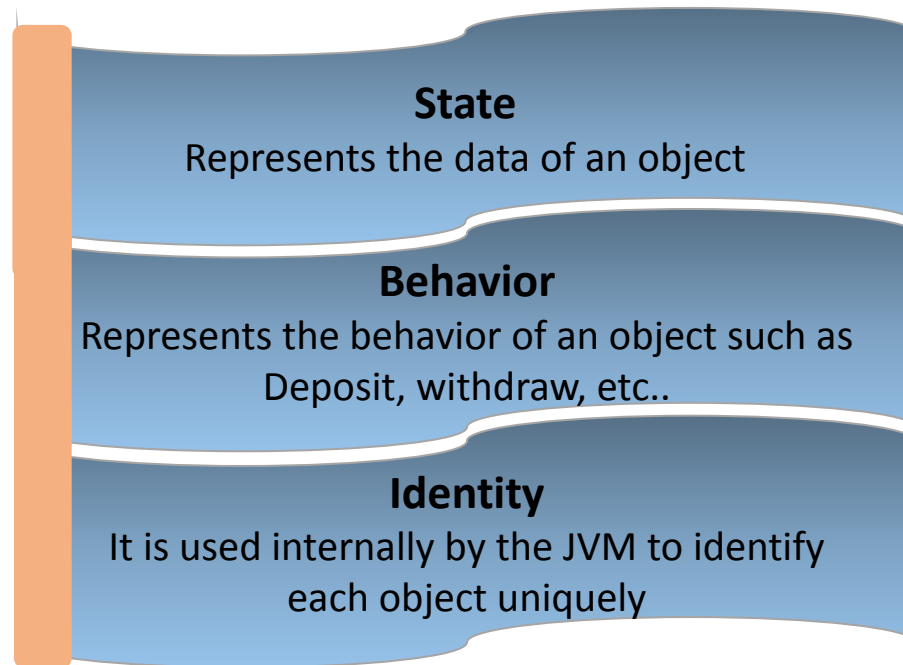 State
Represents the data of an object
Behavior
Represents the behavior of an object such as
Deposit, withdraw, etc..
Identity
It is used internally by the JVM to identify
each object uniquely